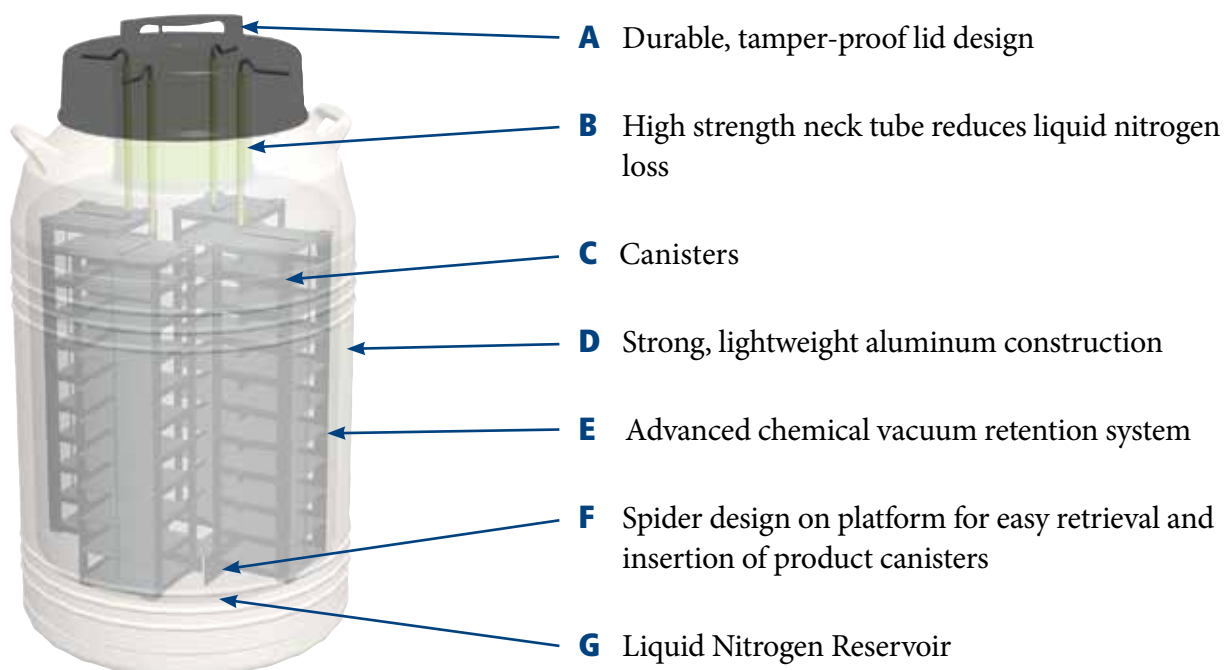 A Durable, tamper-proof lid design
B High strength neck tube reduces liquid nitrogen
loss
C Canisters
D Strong, lightweight aluminum construction
E Advanced chemical vacuum retention system
F Spider design on platform for easy retrieval and
insertion of product canisters
G Liquid Nitrogen Reservoir